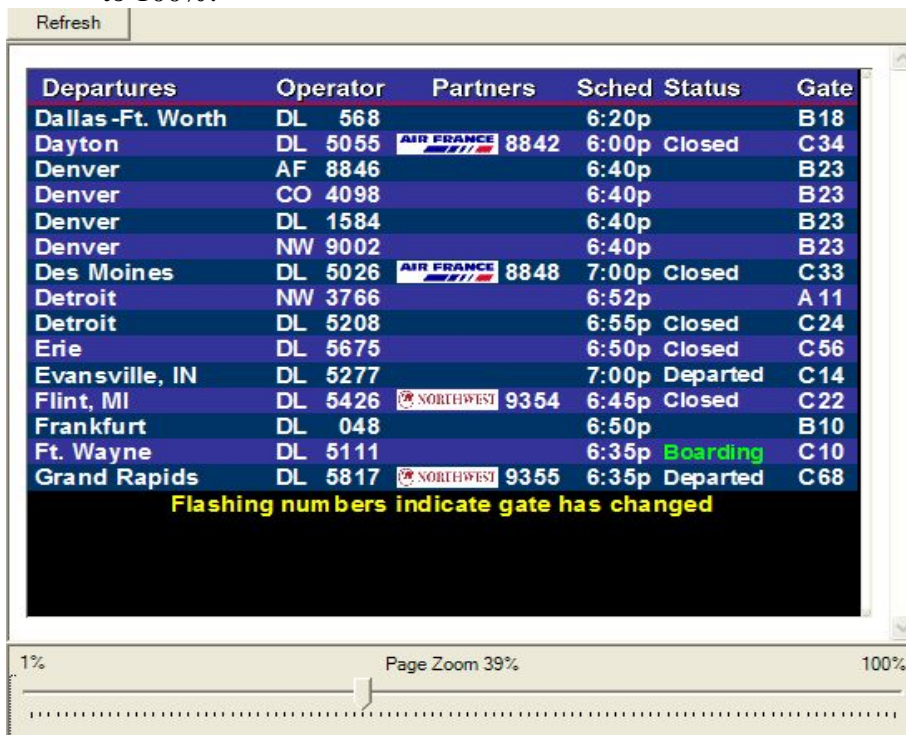 to 100%.
Refresh
Departures Operator Partners Sched Status Gate
Dallas-Ft. Worth DL 568 6:20p B18
Dayton DL 5055 AIR FRANCE 8842 6:00p Closed C34
Denver AF 8846 6:40p B23
Denver CO 4098 6:40p B23
Denver DL 1584 6:40p B23
Denver NW 9002 6:40p B23
Des Moines DL 5026 AIR FRANCE 8848 7:00p Closed C33
Detroit NW 3766 6:52p A11
Detroit DL 5208 6:55p Closed C24
Erie DL 5675 6:50p Closed C56
Evansville, IN DL 5277 7:00p Departed C14
Flint, MI DL 5426 NORTHWEST 9354 6:45p Closed C22
Frankfurt DL 048 6:50p B10
Ft. Wayne DL 5111 6:35p Boarding C10
Grand Rapids DL 5817 NORTHWEST 9355 6:35p Departed C68
Flashing numbers indicate gate has changed
1% Page Zoom 39% 100%